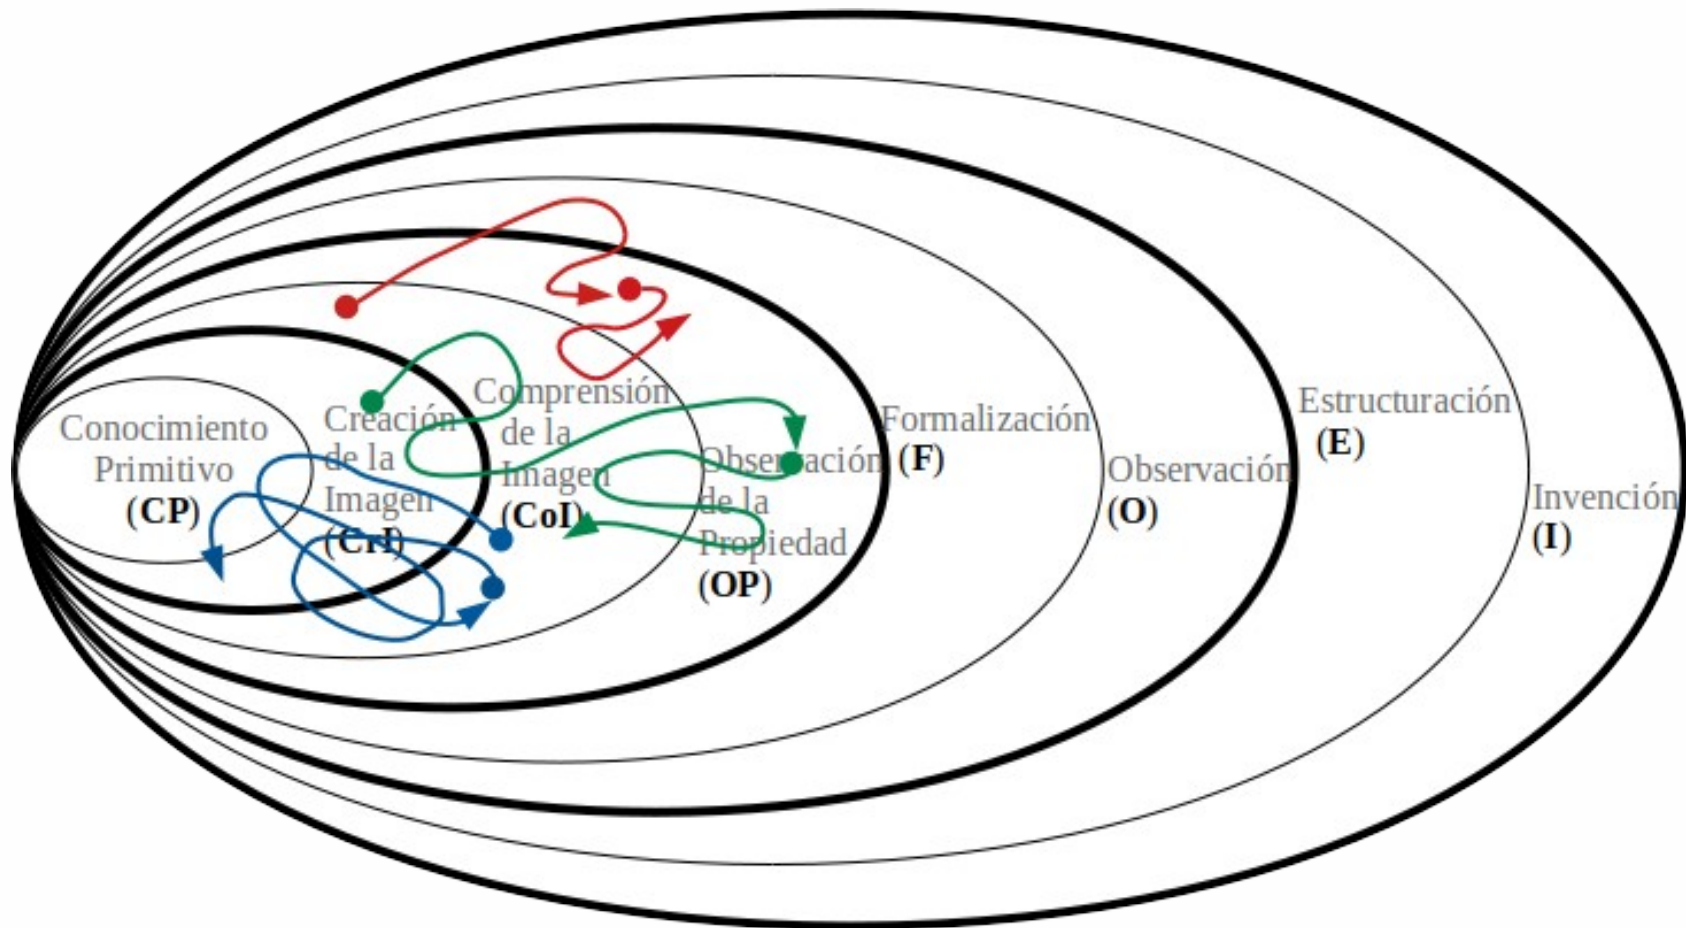 Conocimiento
Primitivo
(CP)
Creación
de la
Imagen
(CrI)
Comprensión
de la
Imagen
(CoI)
Observación
de la
Propiedad
(OP)
Formalización
(F)
Observación
(O)
Estructuración
(E)
Invención
(I)